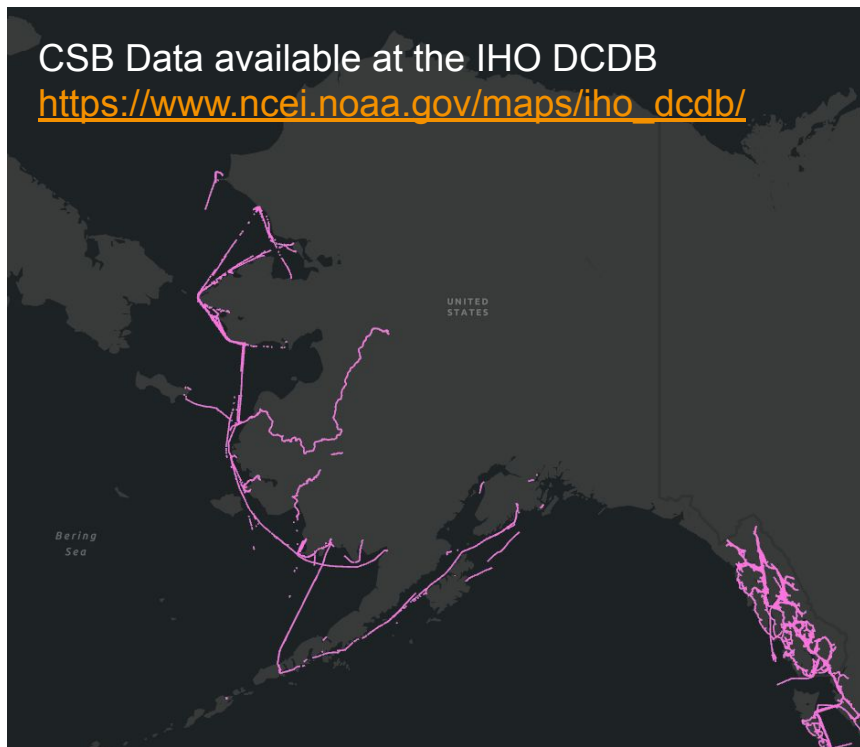 CSB Data available at the IHO DCDB
https://www.ncei.noaa.gov/maps/iho_dcdb/
UNITED
STATES
Bering
Sea